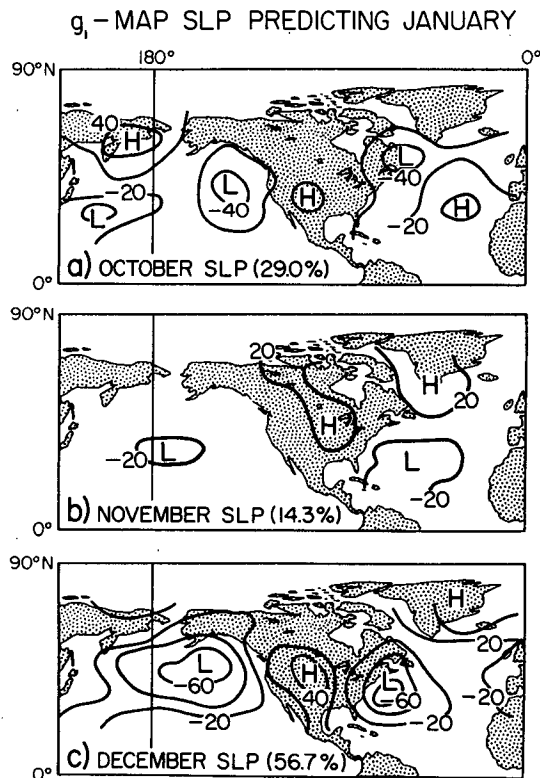 g₁ – MAP SLP PREDICTING JANUARY
90°N 180° 0°
40 H
-20
L
L
-40
H
L
-40
-20 H
0° a) OCTOBER SLP (29.0%)
90°N
20
H
H
20
-20 L
L
-20
0° b) NOVEMBER SLP (14.3%)
90°N
H
20
L
-60
H
40
L
-60
-20
-20
-20
0° c) DECEMBER SLP (56.7%)